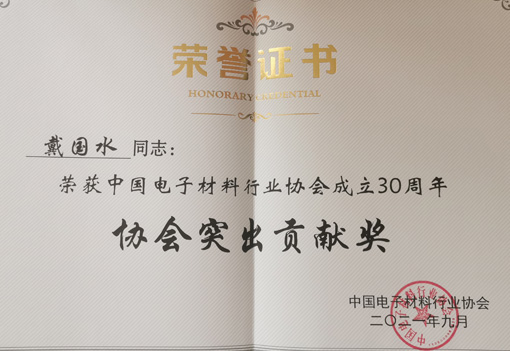 荣誉证书
HONORARY CREDENTIAL
戴国水 同志：
荣获中国电子材料行业协会成立30周年
协会突出贡献奖
中国电子材料行业协会
二〇二一年九月